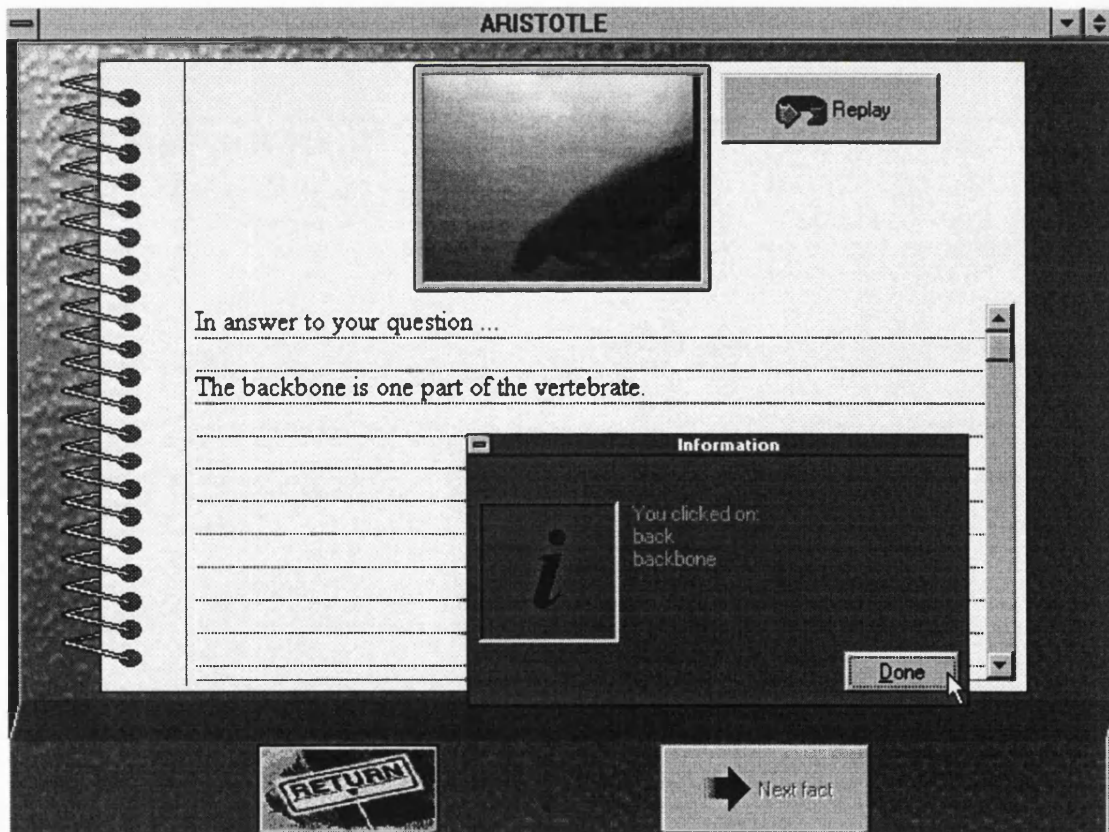 ARISTOTLE
Replay
In answer to your question ...
The backbone is one part of the vertebrate.
Information
i
You clicked on:
back
backbone
Done
RETURN
Next fact